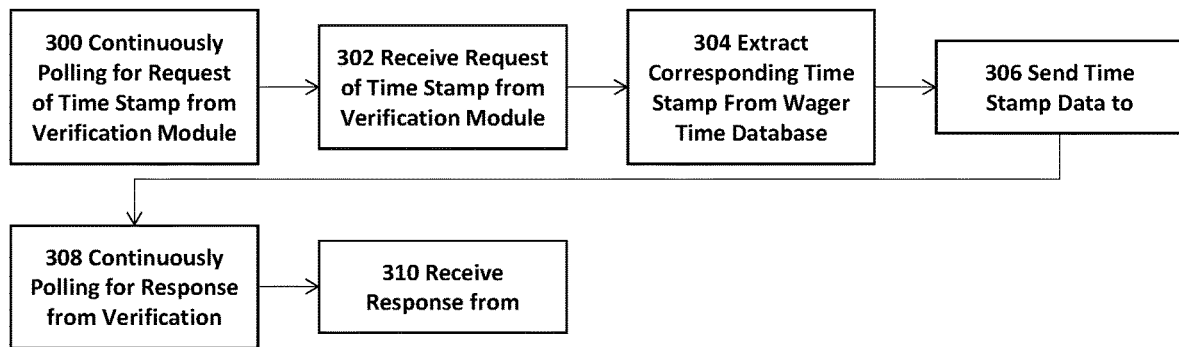 300 Continuously
Polling for Request
of Time Stamp from
Verification Module
302 Receive Request
of Time Stamp from
Verification Module
304 Extract
Corresponding Time
Stamp From Wager
Time Database
306 Send Time
Stamp Data to
308 Continuously
Polling for Response
from Verification
310 Receive
Response from